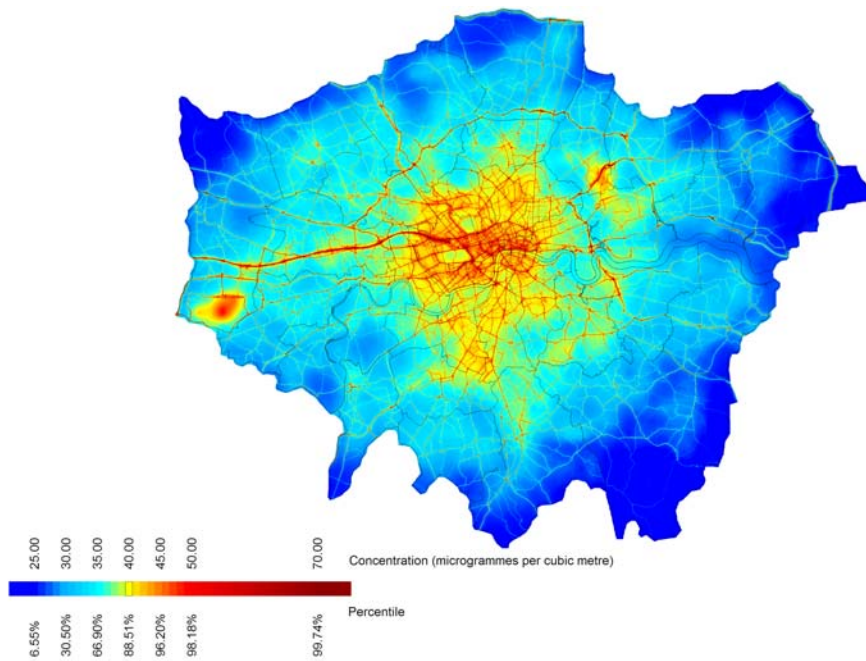 25.00 30.00 35.00 40.00 45.00 50.00 70.00
Concentration (microgrammes per cubic metre)
Percentile
6.55% 30.50% 66.90% 88.51% 96.20% 98.18% 99.74%